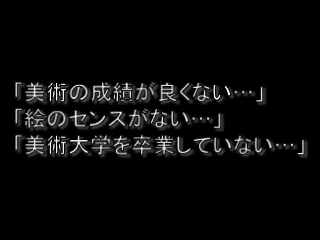 「美術の成績が良くない…」
「絵のセンスがない…」
「美術大学を卒業していない…」